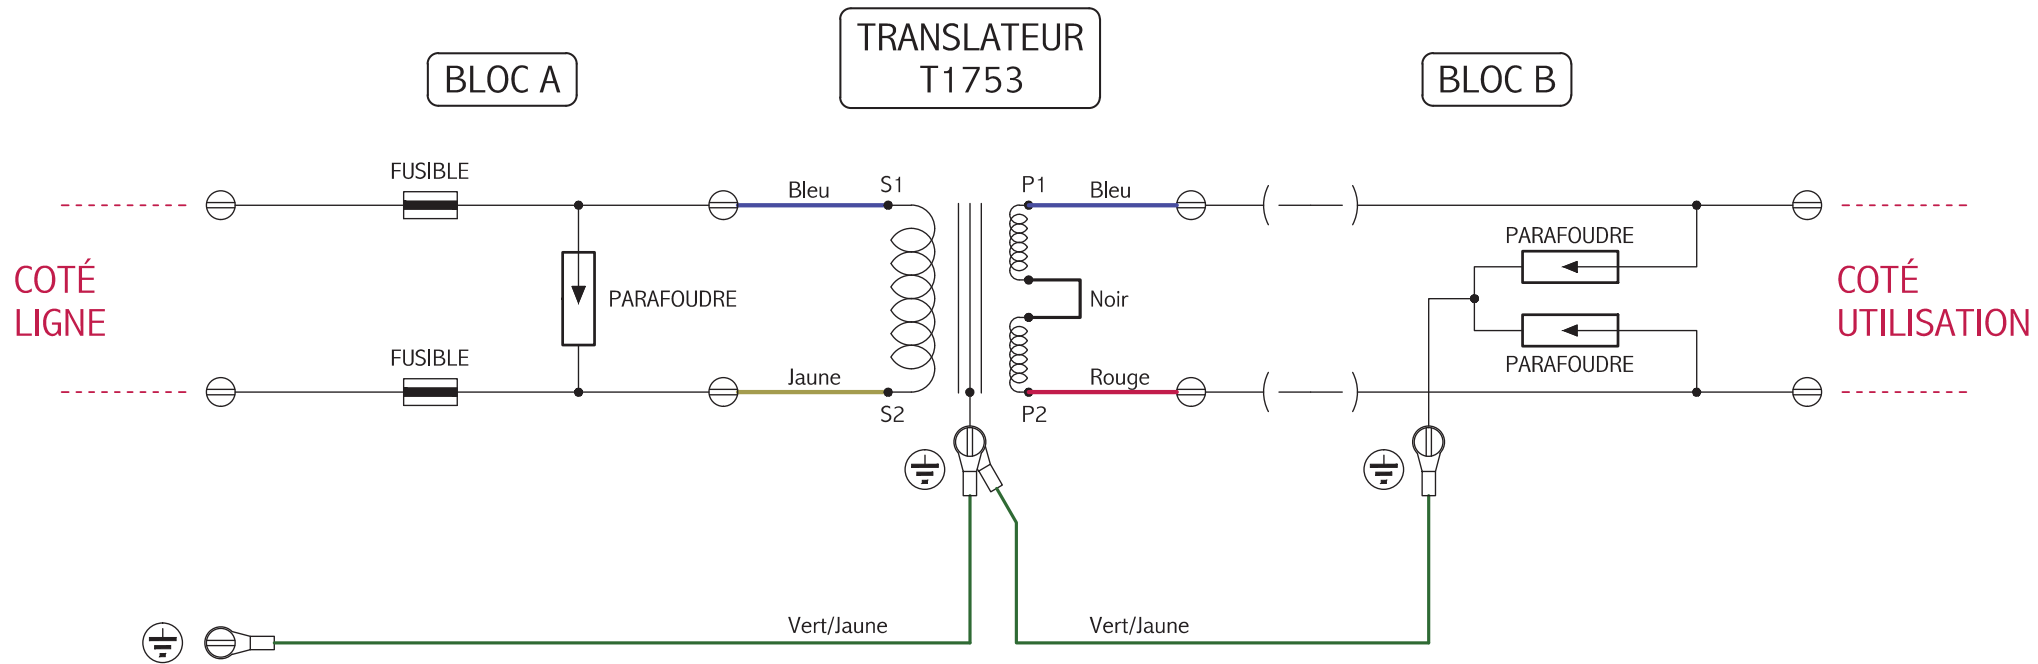 TRANSLATEUR
T1753
BLOC A
BLOC B
FUSIBLE
Bleu
S1
P1
Bleu
PARAFOUDRE
COTÉ
LIGNE
PARAFOUDRE
Noir
COTÉ
UTILISATION
FUSIBLE
PARAFOUDRE
Jaune
Rouge
S2
P2
Vert/Jaune
Vert/Jaune